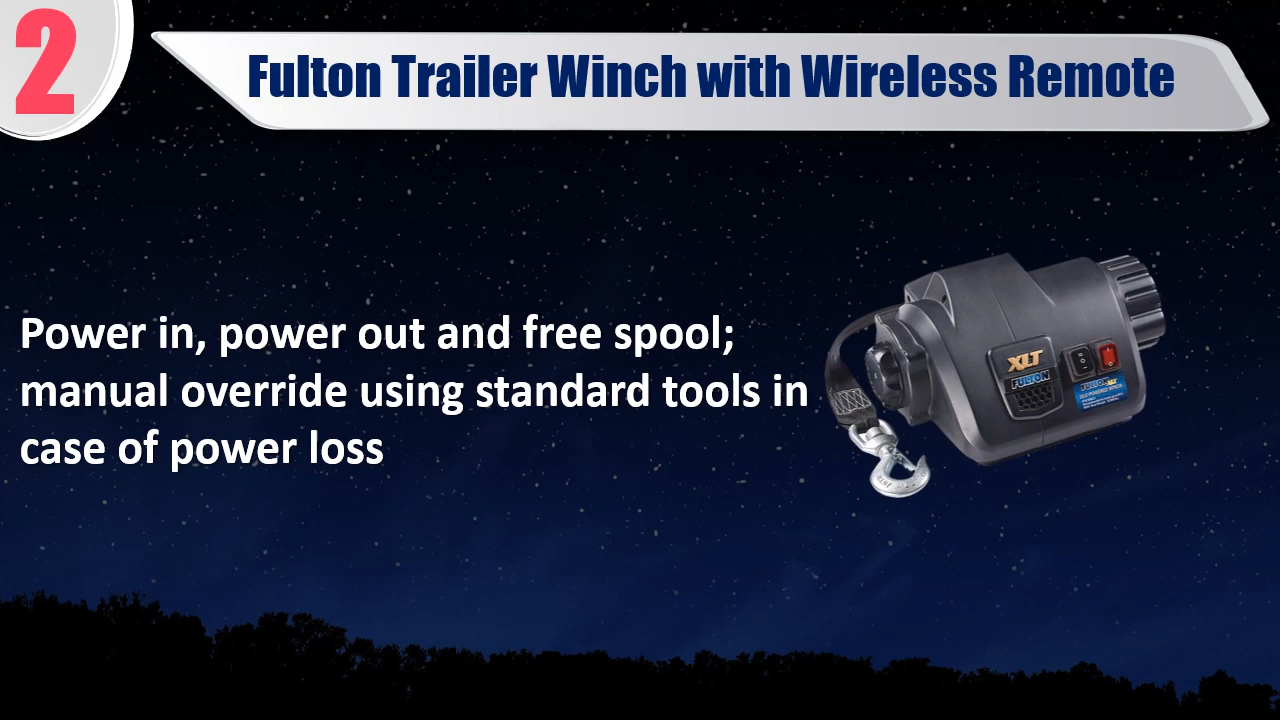 2
Fulton Trailer Winch with Wireless Remote
Power in, power out and free spool;
manual override using standard tools in
case of power loss
XLT
FULTON
FULTON